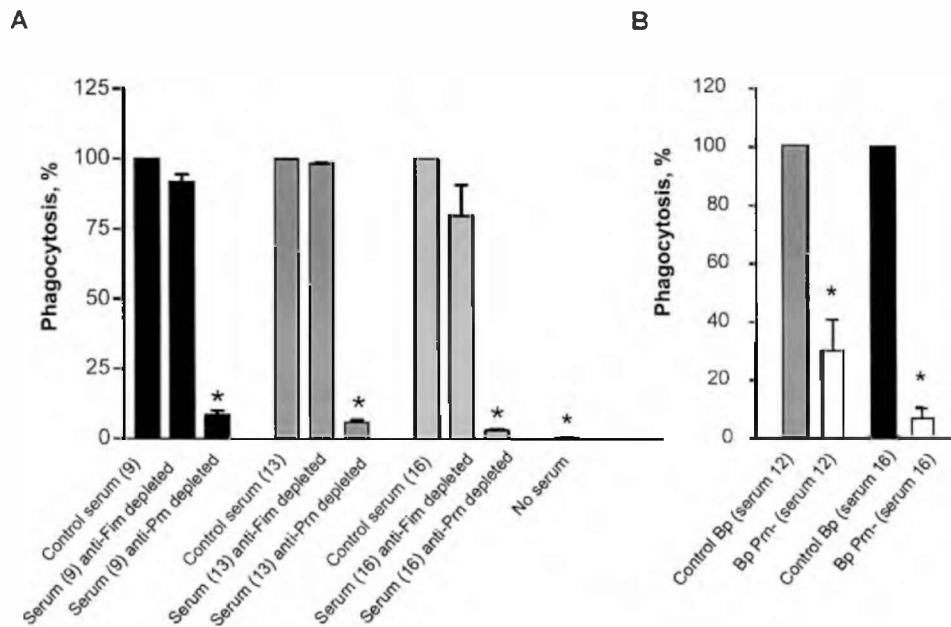 A
B
Phagocytosis, %
125
100
75
50
25
0
*
*
*
*
Control serum (9)
Serum (9) anti-Fim depleted
Serum (9) anti-Prn depleted
Control serum (13)
Serum (13) anti-Fim depleted
Serum (13) anti-Prn depleted
Control serum (16)
Serum (16) anti-Fim depleted
Serum (16) anti-Prn depleted
No serum
Phagocytosis, %
120
100
80
60
40
20
0
*
*
Control Bp (serum 12)
Bp Prn- (serum 12)
Control Bp (serum 16)
Bp Prn- (serum 16)